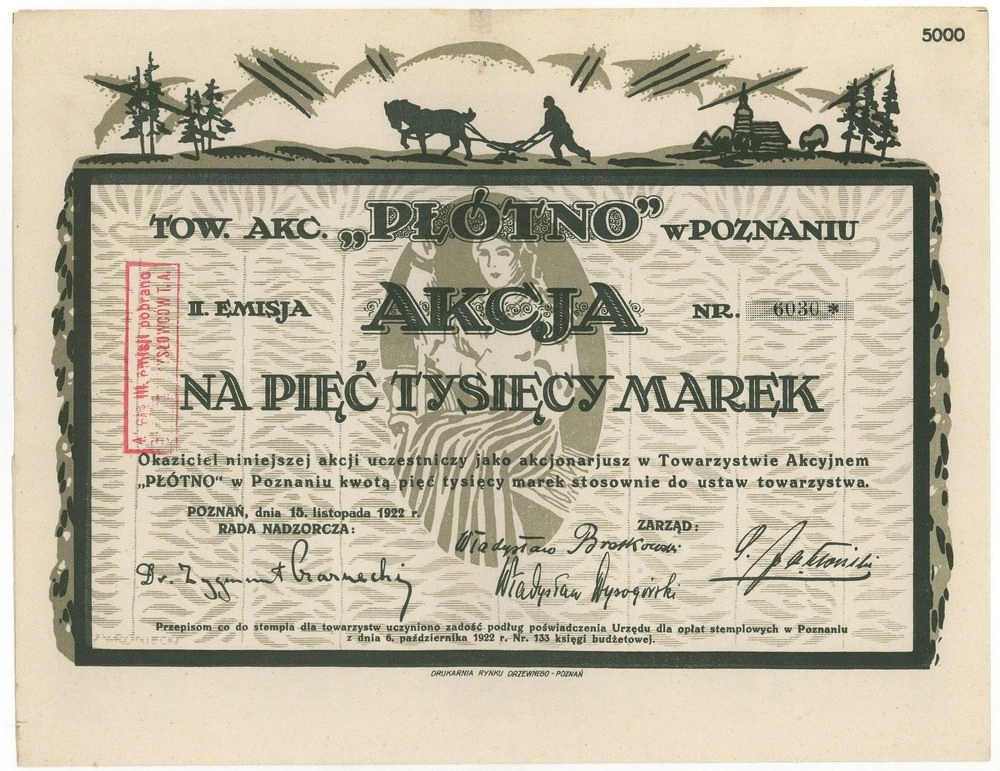 5000
TOW. AKC. „PŁÓTNO” w POZNANIU
II. EMISJA AKCJA NR. 6030 *
NA PIĘĆ TYSIĘCY MAREK
III. emisji pobrano
Okaziciel niniejszej akcji uczestniczy jako akcjonarjusz w Towarzystwie Akcyjnem
„PŁÓTNO“ w Poznaniu kwotą pięć tysięcy marek stosownie do ustaw towarzystwa.
POZNAŃ, dnia 15. listopada 1922 r.
RADA NADZORCZA: ZARZĄD:
Dr. Zygmunt Czarnecki
Władysław
Władysław Wysogórski
Przepisom co do stempla dla towarzystw uczyniono zadość podług poświadczenia Urzędu dla opłat stemplowych w Poznaniu
z dnia 6. października 1922 r. Nr. 133 księgi budżetowej.
DRUKARNIA RYNKU DRZEWNEGO - POZNAŃ